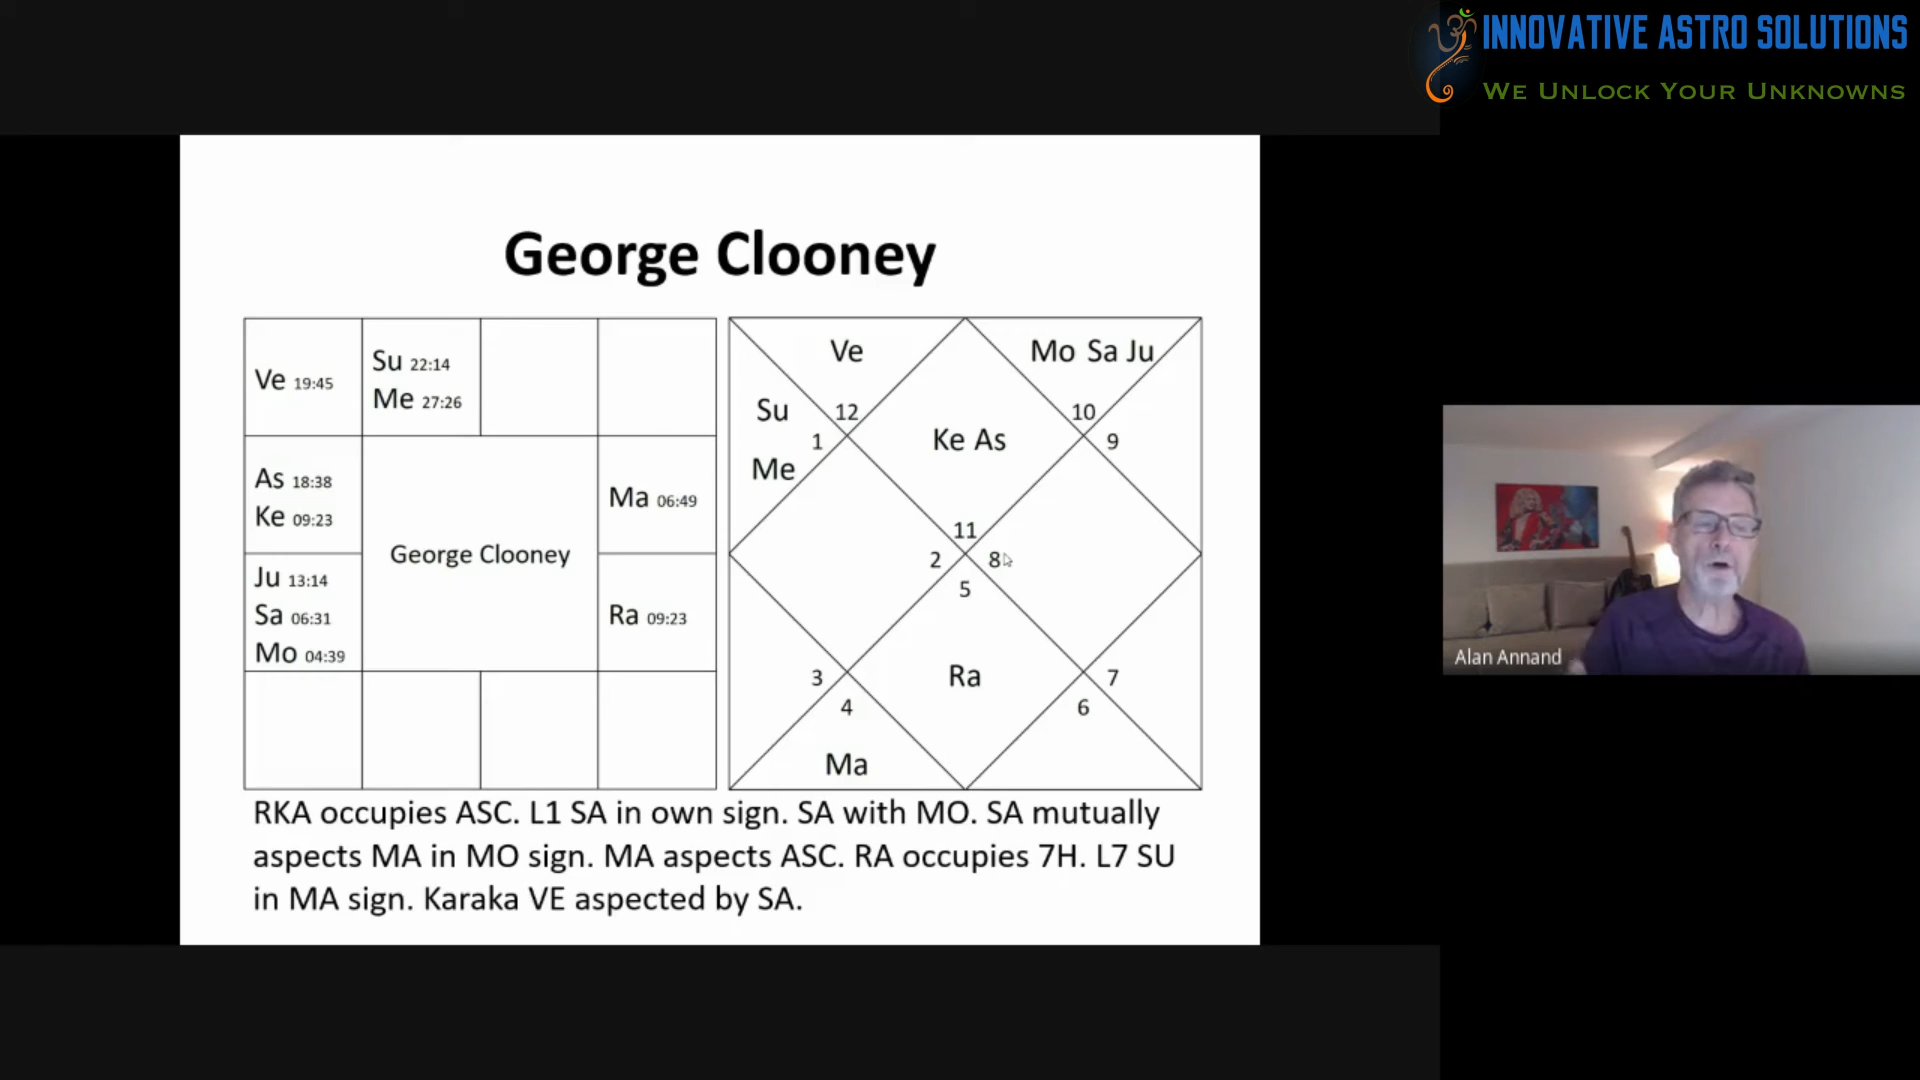 INNOVATIVE ASTRO SOLUTIONS
WE UNLOCK YOUR UNKNOWNS
George Clooney
Ve 19:45
Su 22:14
Me 27:26
As 18:38
Ke 09:23
Ma 06:49
George Clooney
Ju 13:14
Sa 06:31
Mo 04:39
Ra 09:23
Ve
Mo Sa Ju
Su
12
10
1
Ke As
9
Me
11
2
8
5
3
Ra
7
4
6
Ma
RKA occupies ASC. L1 SA in own sign. SA with MO. SA mutually
aspects MA in MO sign. MA aspects ASC. RA occupies 7H. L7 SU
in MA sign. Karaka VE aspected by SA.
Alan Annand